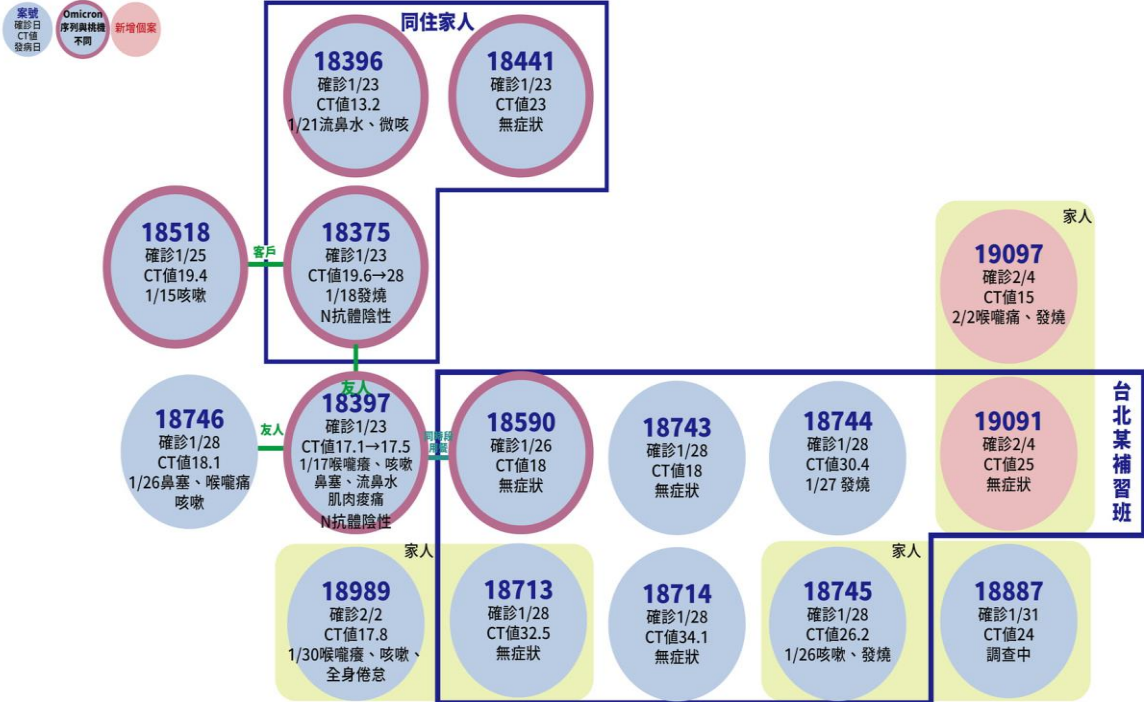 案號
確診日
CT值
發病日
Omicron
序列與桃機
不同
新增個案
同住家人
18396
確診1/23
CT值13.2
1/21流鼻水、微咳
18441
確診1/23
CT值23
無症狀
18518
確診1/25
CT值19.4
1/15咳嗽
客戶
18375
確診1/23
CT值19.6→28
1/18發燒
N抗體陰性
家人
19097
確診2/4
CT值15
2/2喉嚨痛、發燒
友人
18746
確診1/28
CT值18.1
1/26鼻塞、喉嚨痛
咳嗽
友人
18397
確診1/23
CT值17.1→17.5
1/17喉嚨癢、咳嗽
鼻塞、流鼻水
肌肉痠痛
N抗體陰性
同時段
用餐
18590
確診1/26
CT值18
無症狀
18743
確診1/28
CT值18
無症狀
18744
確診1/28
CT值30.4
1/27 發燒
19091
確診2/4
CT值25
無症狀
台北某補習班
家人
18989
確診2/2
CT值17.8
1/30喉嚨癢、咳嗽、
全身倦怠
18713
確診1/28
CT值32.5
無症狀
18714
確診1/28
CT值34.1
無症狀
家人
18745
確診1/28
CT值26.2
1/26咳嗽、發燒
18887
確診1/31
CT值24
調查中